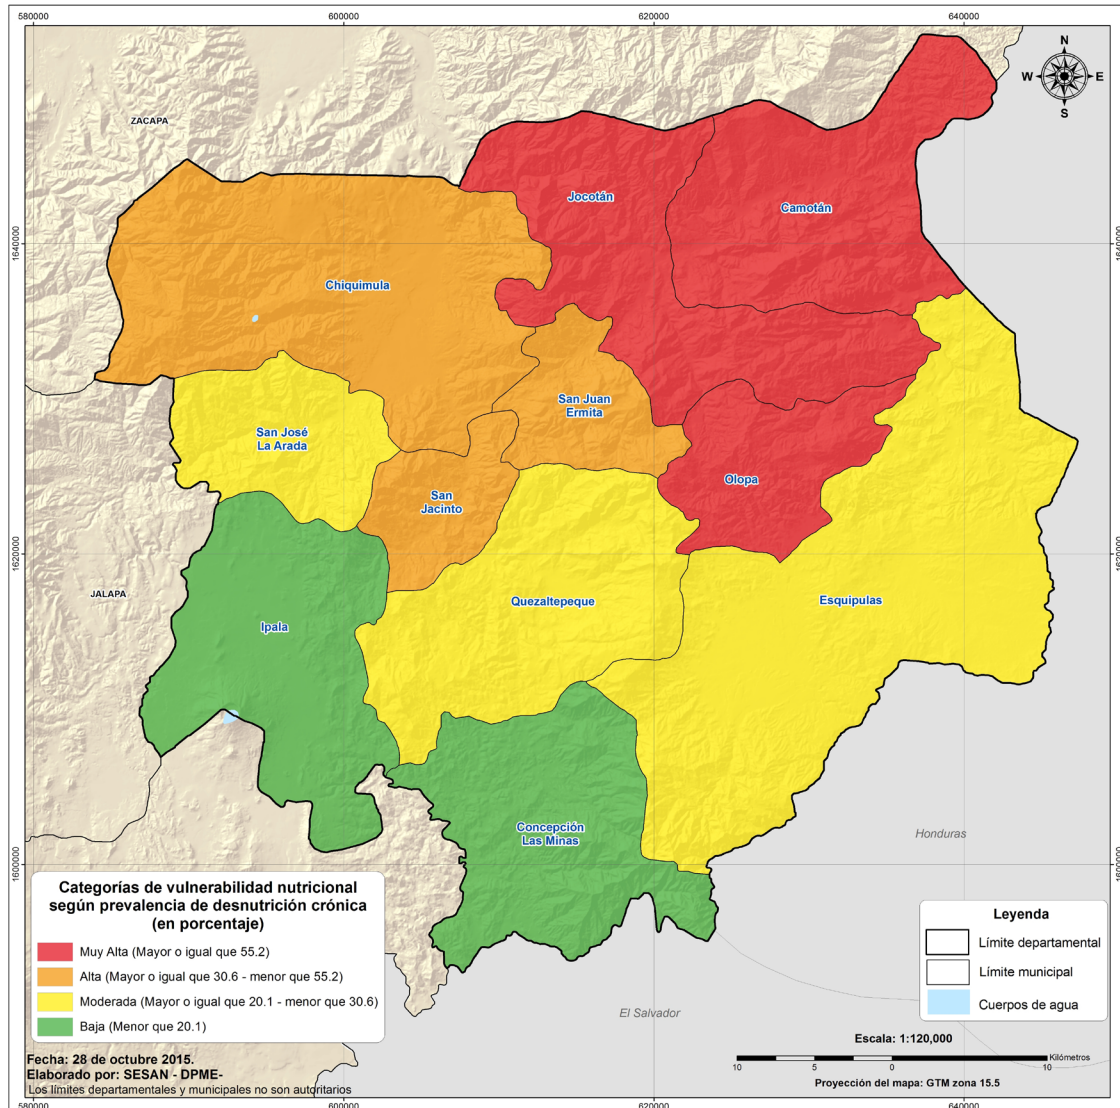 580000
600000
620000
640000
N
W
E
S
ZACAPA
Jocotán
Camotán
1640000
1640000
Chiquimula
San Juan
Ermita
San José
La Arada
Olopa
San
Jacinto
1620000
1620000
JALAPA
Quezaltepeque
Esquipulas
Ipala
Concepción
Las Minas
Honduras
1600000
1600000
Categorías de vulnerabilidad nutricional
según prevalencia de desnutrición crónica
(en porcentaje)
Muy Alta (Mayor o igual que 55.2)
Alta (Mayor o igual que 30.6 - menor que 55.2)
Moderada (Mayor o igual que 20.1 - menor que 30.6)
Baja (Menor que 20.1)
Leyenda
Límite departamental
Límite municipal
Cuerpos de agua
El Salvador
Escala: 1:120,000
10 5 0 10 Kilómetros
Proyección del mapa: GTM zona 15.5
Fecha: 28 de octubre 2015.
Elaborado por: SESAN - DPME-
Los límites departamentales y municipales no son autoritarios
580000
600000
620000
640000